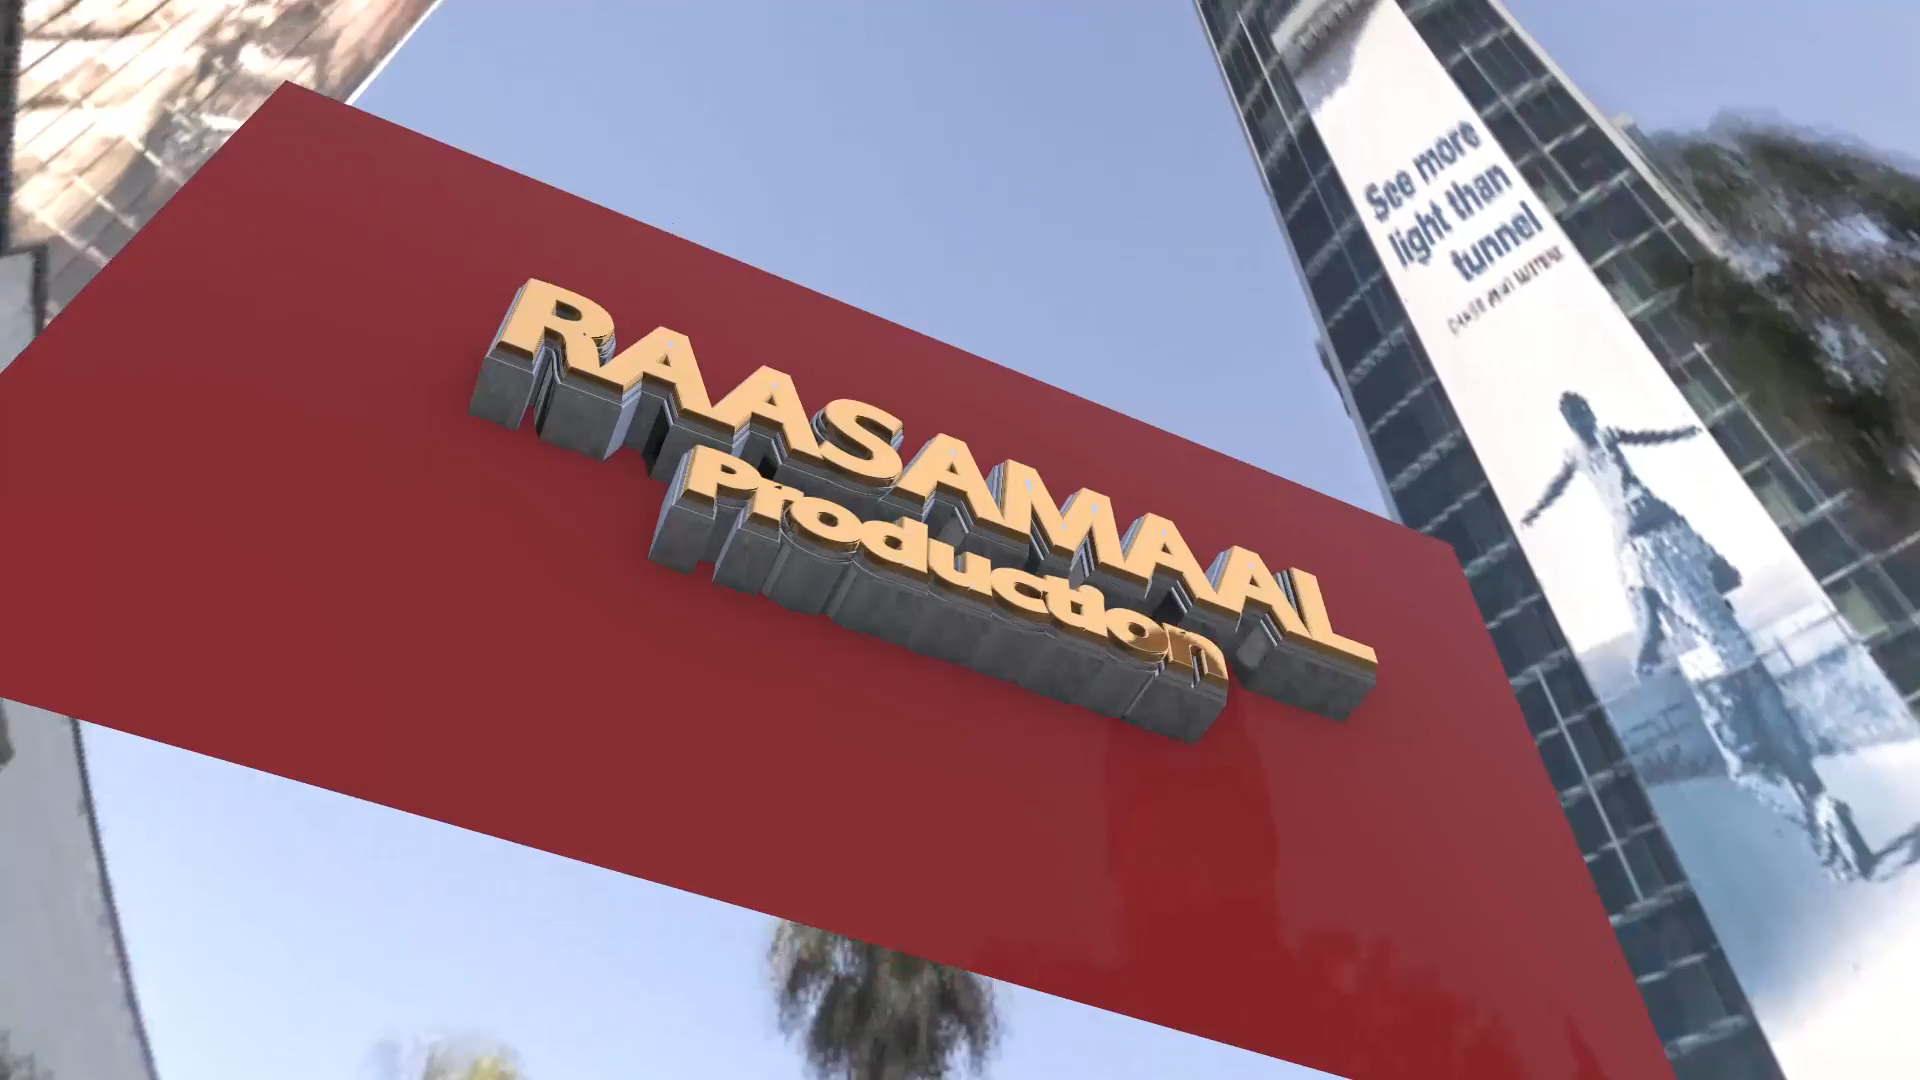 RAASAMAAL
Production
See more
light than
tunnel